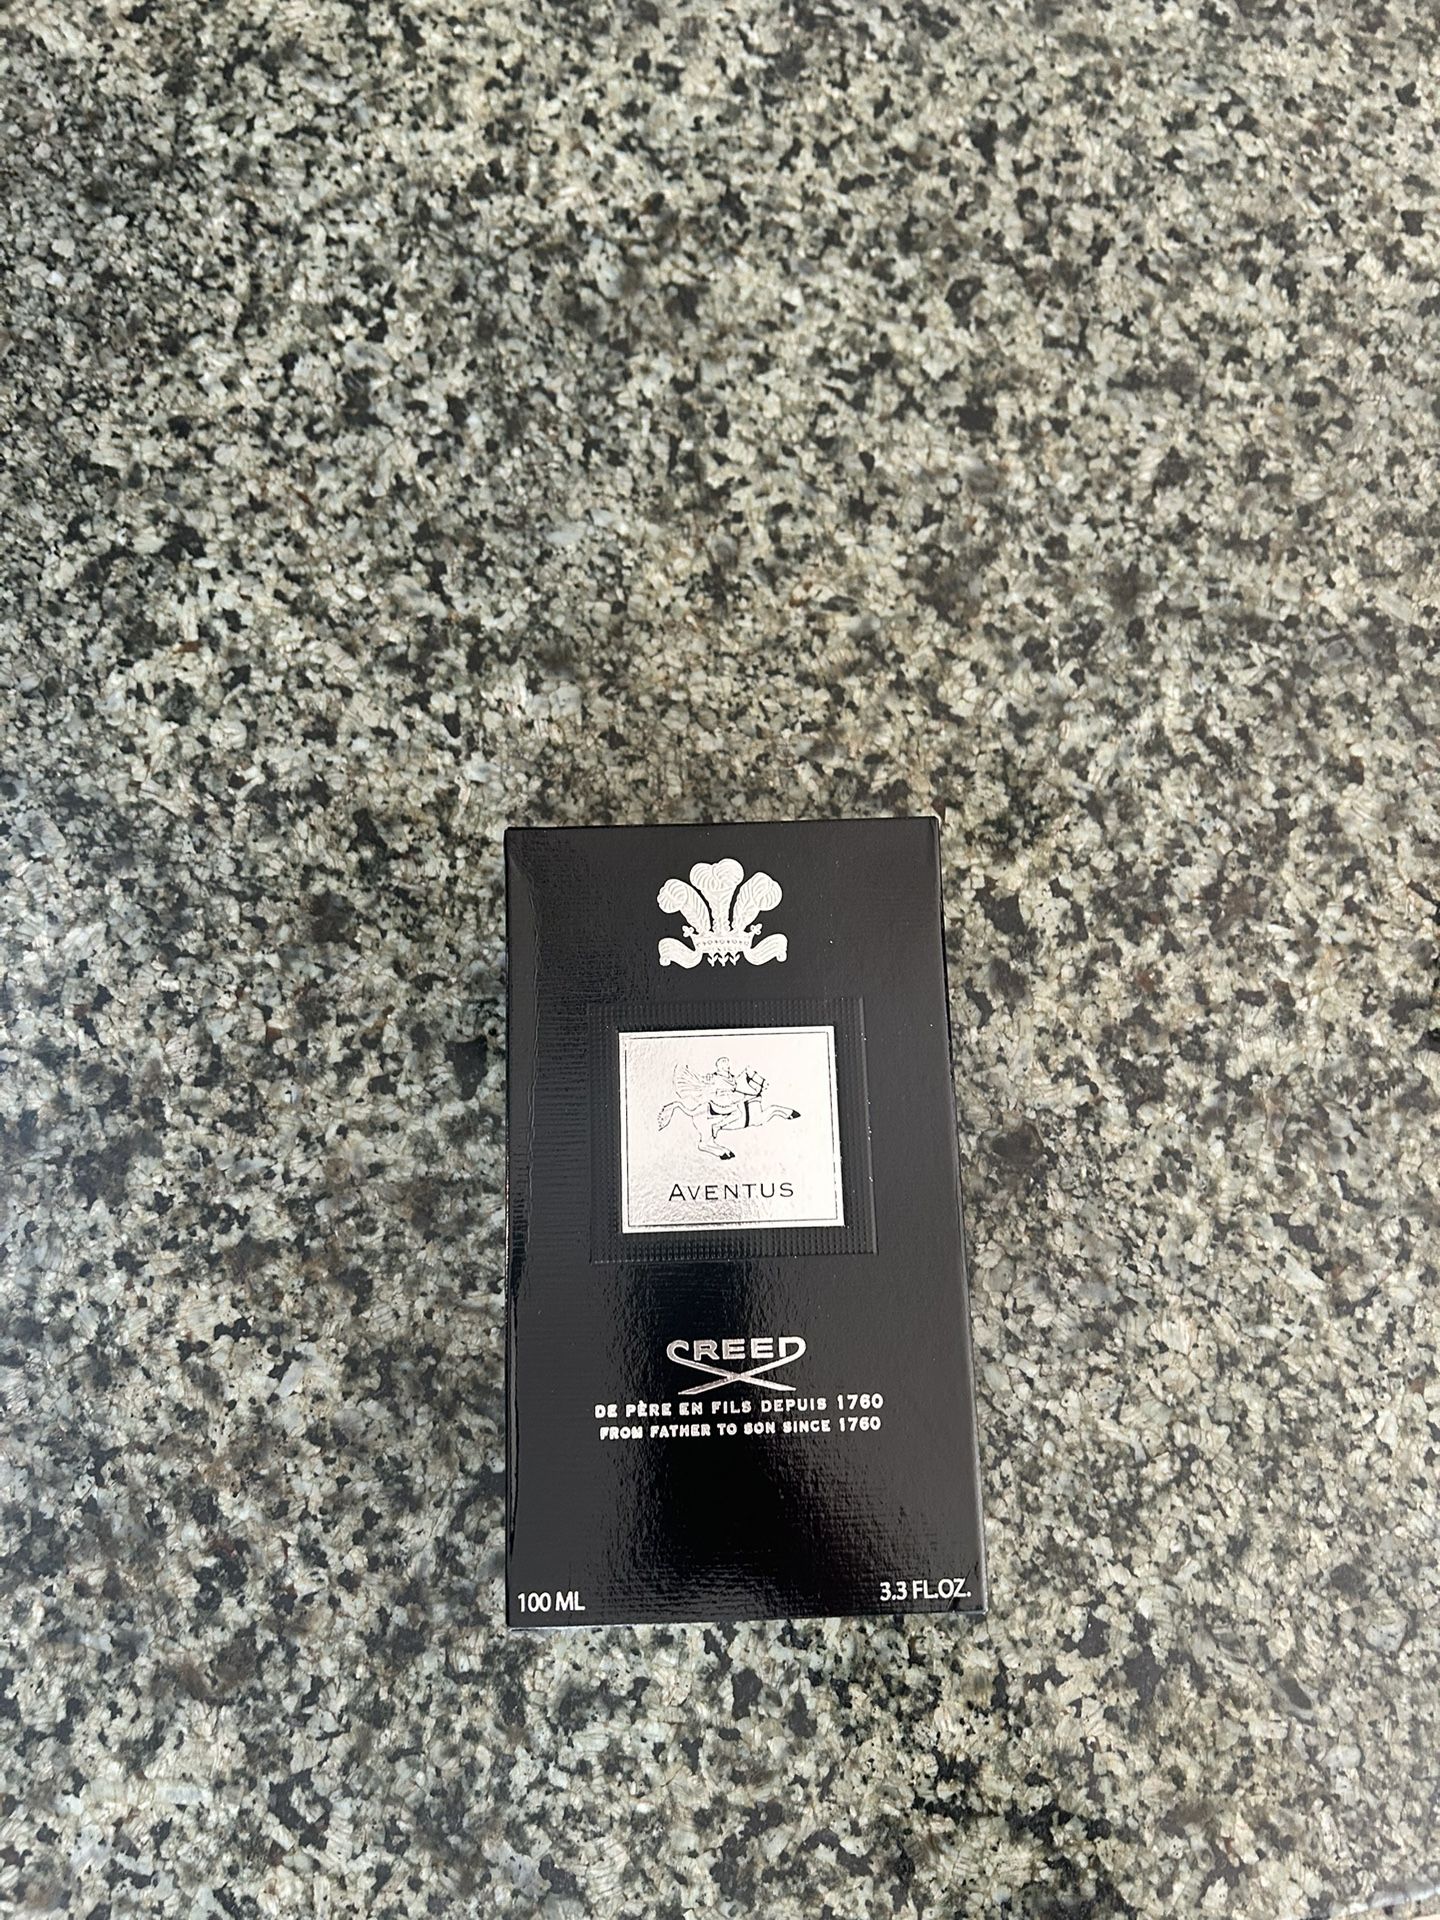 AVENTUS
CREED
DE PÈRE EN FILS DEPUIS 1760
FROM FATHER TO SON SINCE 1760
100 ML
3.3 FL.OZ.